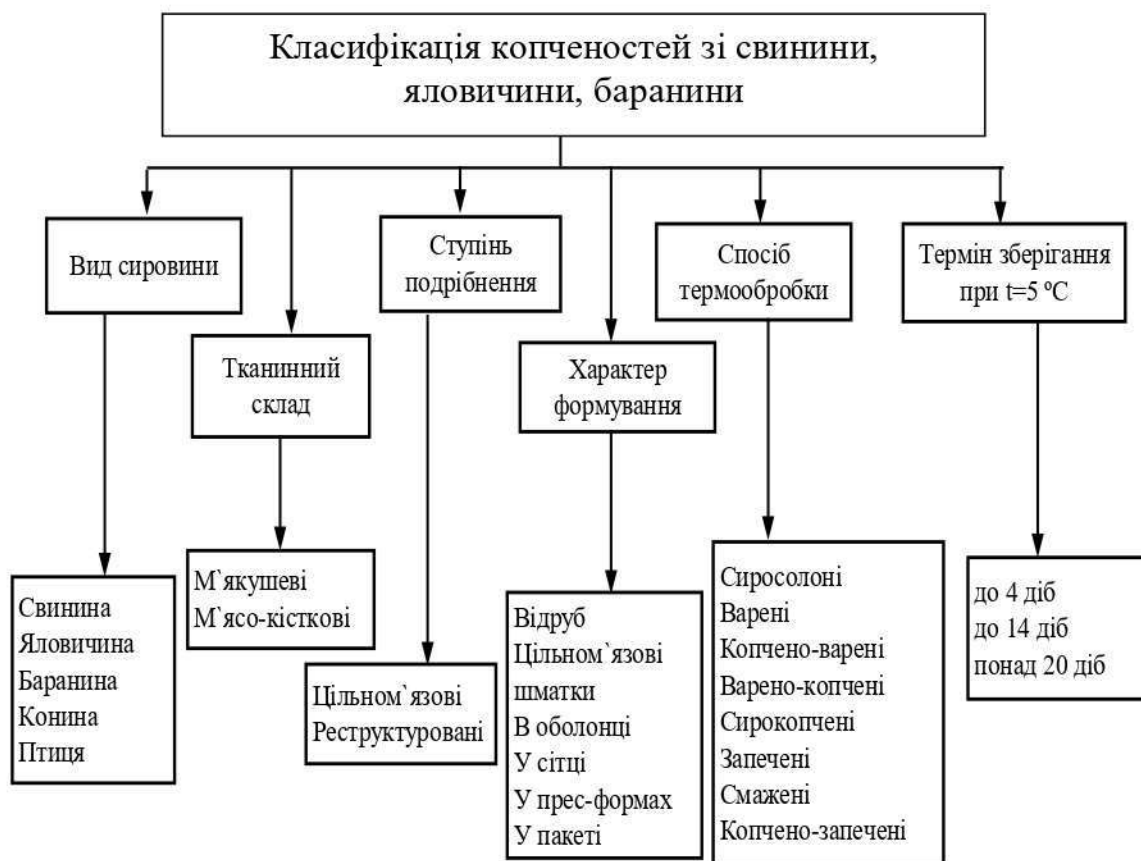 Класифікація копченостей зі свинини,
яловичини, баранини
Вид сировини
Тканинний
склад
Ступінь
подрібнення
Характер
формування
Спосіб
термообробки
Термін зберігання
при t=5 ºС
Свинина
Яловичина
Баранина
Конина
Птиця
М`якушеві
М`ясо-кісткові
Цільном`язові
Реструктуровані
Відруб
Цільном`язові
шматки
В оболонці
У сітці
У прес-формах
У пакеті
Сиросолоні
Варені
Копчено-варені
Варено-копчені
Сирокопчені
Запечені
Смажені
Копчено-запечені
до 4 діб
до 14 діб
понад 20 діб